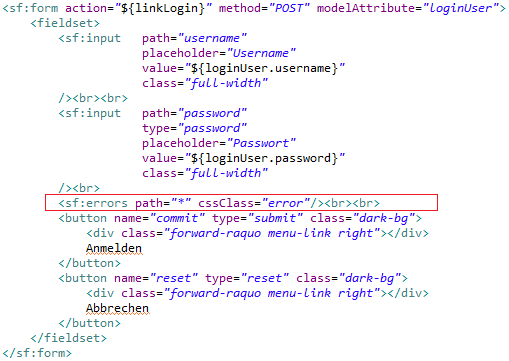 <sf:form action="${linkLogin}" method="POST" modelAttribute="loginUser">
    <fieldset>
        <sf:input   path="username"
                    placeholder="Username"
                    value="${loginUser.username}"
                    class="full-width"
        /><br><br>
        <sf:input   path="password"
                    type="password"
                    placeholder="Passwort"
                    value="${loginUser.password}"
                    class="full-width"
        /><br>
        <sf:errors path="*" cssClass="error"/><br><br>
        <button name="commit" type="submit" class="dark-bg">
            <div class="forward-raquo menu-link right"></div>
            Anmelden
        </button>
        <button name="reset" type="reset" class="dark-bg">
            <div class="forward-raquo menu-link right"></div>
            Abbrechen
        </button>
    </fieldset>
</sf:form>